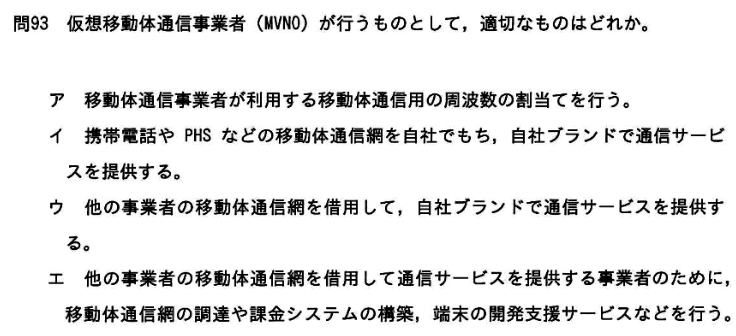 問93 仮想移動体通信事業者（MVNO）が行うものとして，適切なものはどれか。
ア 移動体通信事業者が利用する移動体通信用の周波数の割当てを行う。
イ 携帯電話や PHS などの移動体通信網を自社でもち，自社ブランドで通信サービ
スを提供する。
ウ 他の事業者の移動体通信網を借用して，自社ブランドで通信サービスを提供す
る。
エ 他の事業者の移動体通信網を借用して通信サービスを提供する事業者のために，
移動体通信網の調達や課金システムの構築，端末の開発支援サービスなどを行う。